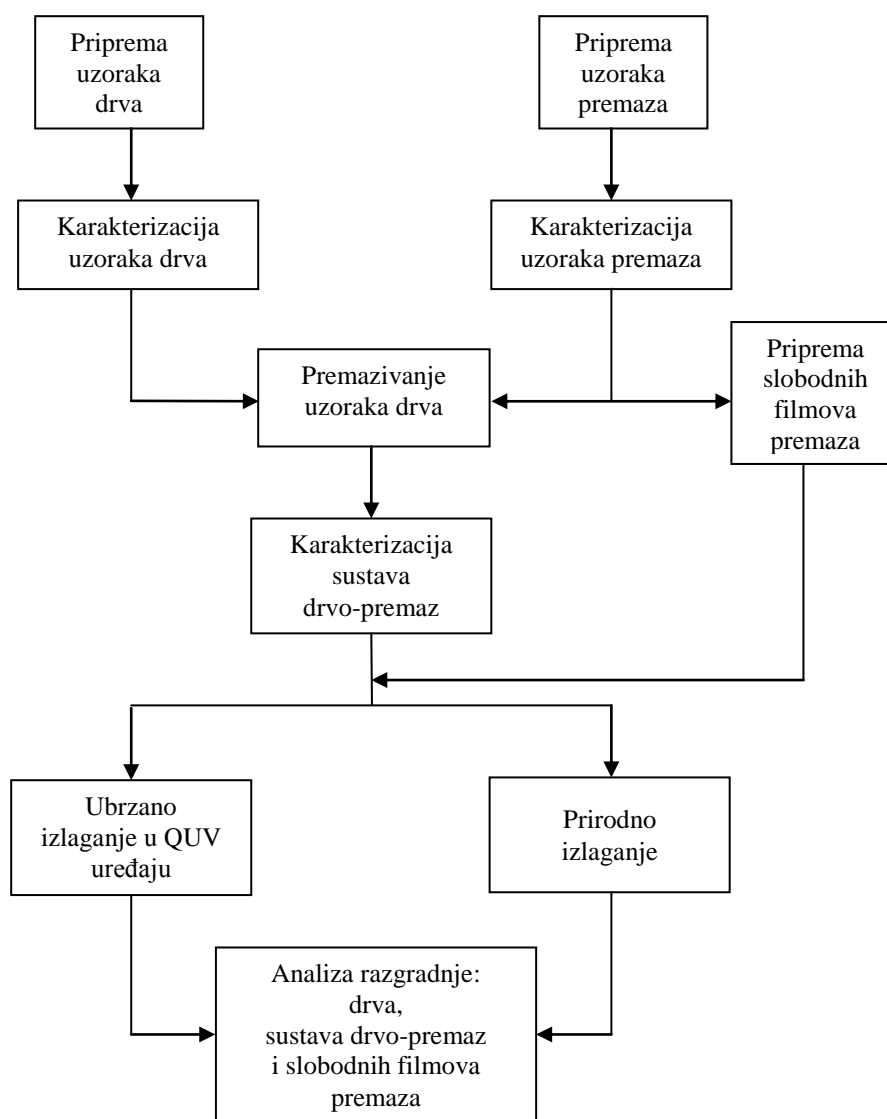 Priprema
uzoraka
drva
Priprema
uzoraka
premaza
Karakterizacija
uzoraka drva
Karakterizacija
uzoraka premaza
Premazivanje
uzoraka drva
Priprema
slobodnih
filmova
premaza
Karakterizacija
sustava
drvo-premaz
Ubrzano
izlaganje u QUV
uređaju
Prirodno
izlaganje
Analiza razgradnje:
drva,
sustava drvo-premaz
i slobodnih filmova
premaza